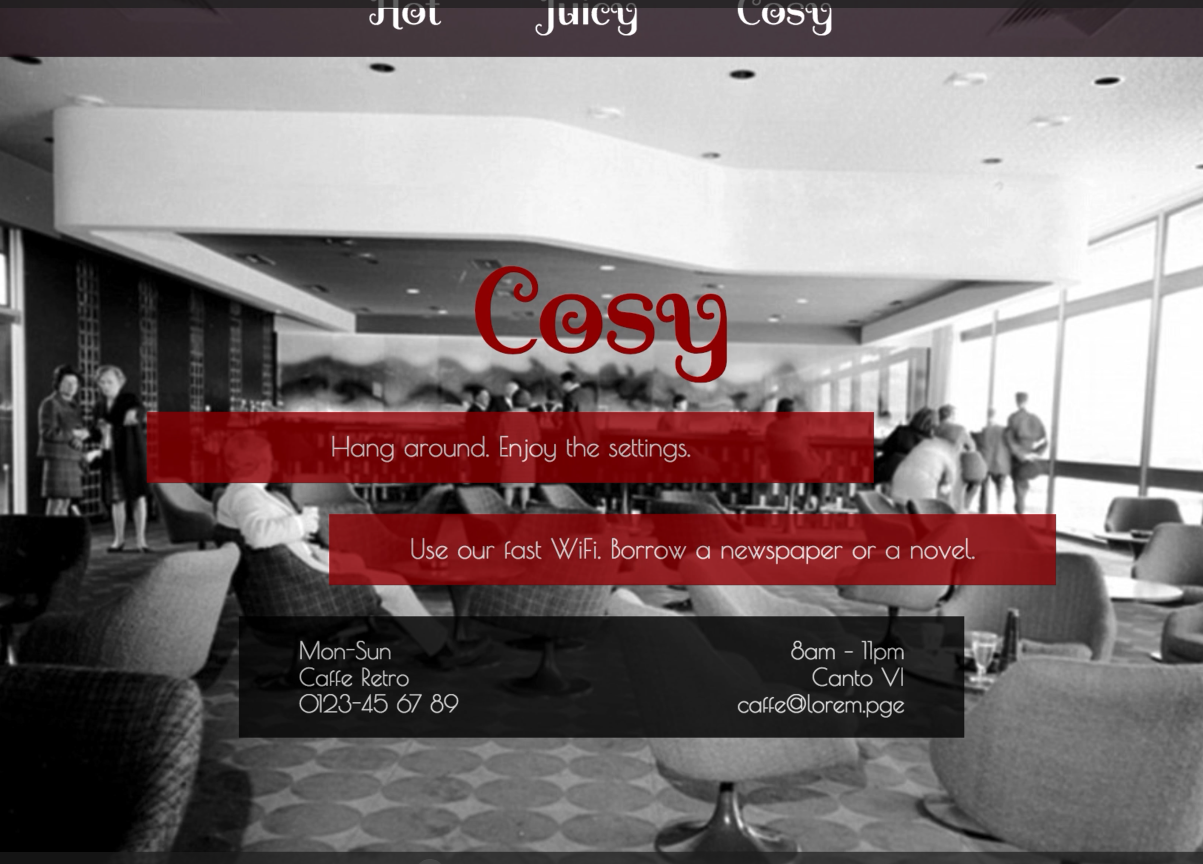 Hot Juicy Cosy
Cosy
Hang around. Enjoy the settings.
Use our fast WiFi. Borrow a newspaper or a novel.
Mon-Sun 8am - 11pm
Caffe Retro Canto VI
0123-45 67 89 caffe@lorem.pge